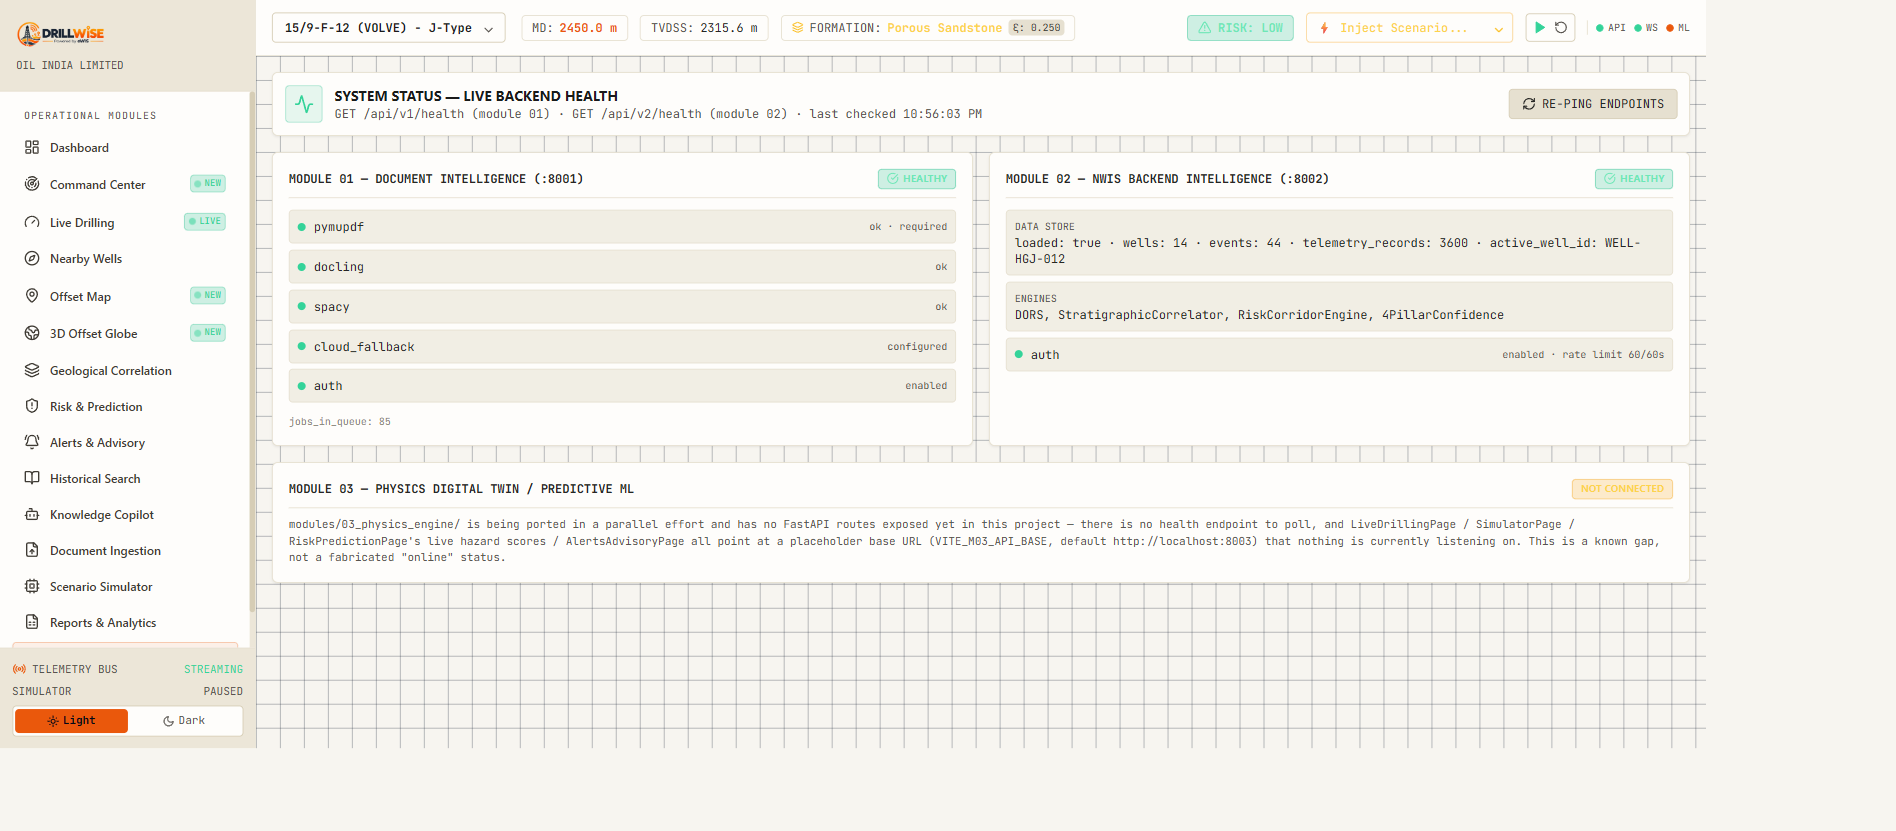 DRILLWISE
Powered by eWIS
OIL INDIA LIMITED
15/9-F-12 (VOLVE) - J-Type
MD: 2450.0 m
TVDSS: 2315.6 m
FORMATION: Porous Sandstone ξ: 0.250
RISK: LOW
Inject Scenario...
API WS ML
OPERATIONAL MODULES
Dashboard
Command Center NEW
Live Drilling LIVE
Nearby Wells
Offset Map NEW
3D Offset Globe NEW
Geological Correlation
Risk & Prediction
Alerts & Advisory
Historical Search
Knowledge Copilot
Document Ingestion
Scenario Simulator
Reports & Analytics
TELEMETRY BUS STREAMING
SIMULATOR PAUSED
Light Dark
SYSTEM STATUS — LIVE BACKEND HEALTH
GET /api/v1/health (module 01) · GET /api/v2/health (module 02) · last checked 10:56:03 PM
RE-PING ENDPOINTS
MODULE 01 — DOCUMENT INTELLIGENCE (:8001) HEALTHY
pymupdf ok · required
docling ok
spacy ok
cloud_fallback configured
auth enabled
jobs_in_queue: 85
MODULE 02 — NWIS BACKEND INTELLIGENCE (:8002) HEALTHY
DATA STORE
loaded: true · wells: 14 · events: 44 · telemetry_records: 3600 · active_well_id: WELL-
HGJ-012
ENGINES
DORS, StratigraphicCorrelator, RiskCorridorEngine, 4PillarConfidence
auth enabled · rate limit 60/60s
MODULE 03 — PHYSICS DIGITAL TWIN / PREDICTIVE ML NOT CONNECTED
modules/03_physics_engine/ is being ported in a parallel effort and has no FastAPI routes exposed yet in this project — there is no health endpoint to poll, and LiveDrillingPage / SimulatorPage /
RiskPredictionPage's live hazard scores / AlertsAdvisoryPage all point at a placeholder base URL (VITE_M03_API_BASE, default http://localhost:8003) that nothing is currently listening on. This is a known gap,
not a fabricated "online" status.